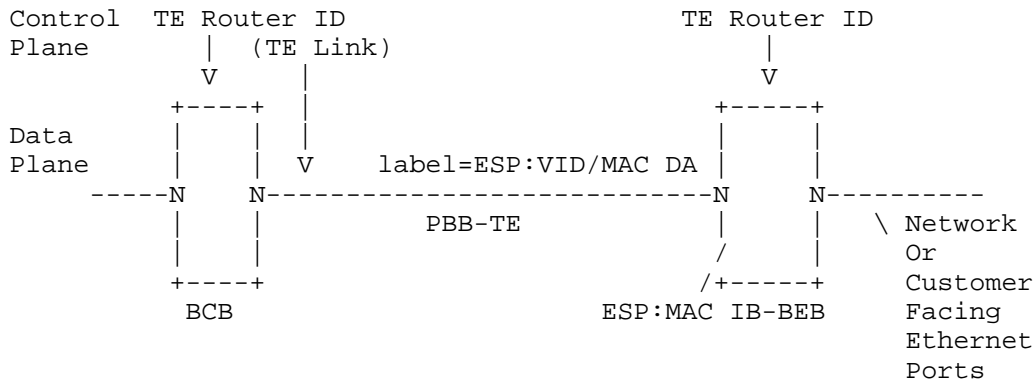 Control  TE Router ID                        TE Router ID
Plane       |  (TE Link)                          |
            V      |                              V
          +----+   |                           +-----+
Data      |    |   |                           |     |
Plane     |    |   V     label=ESP:VID/MAC DA  |     |
     -----N    N-------------------------------N     N----------
          |    |             PBB-TE            |     |   \ Network
          |    |                               /     |     Or
          +----+                              /+-----+     Customer
           BCB                         ESP:MAC IB-BEB      Facing
                                                           Ethernet
                                                           Ports